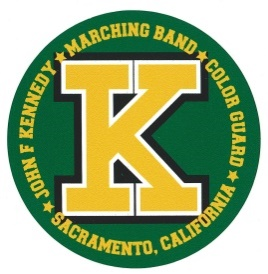 JOHN F KENNEDY ★ MARCHING BAND ★ COLOR GUARD ★
SACRAMENTO, CALIFORNIA ★
K